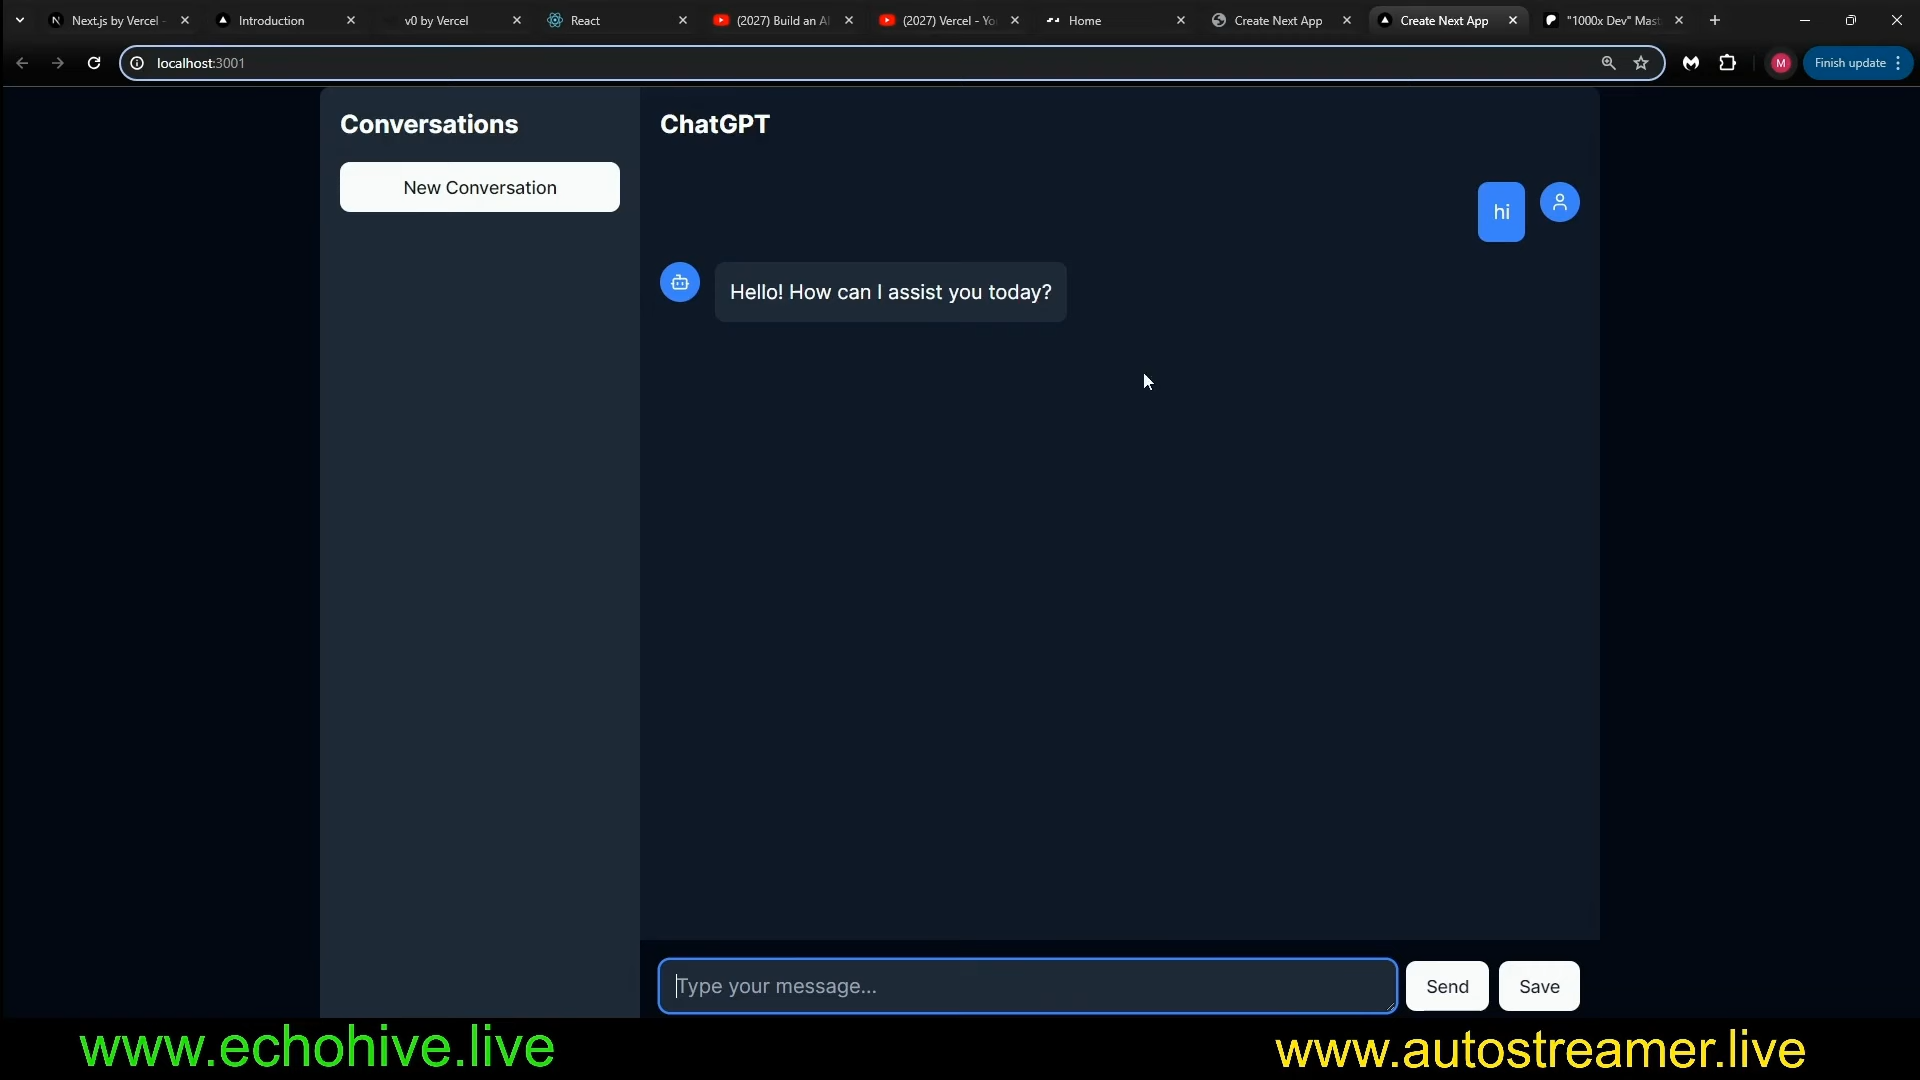 Next.js by Vercel -
Introduction
v0 by Vercel
React
(2027) Build an AI
(2027) Vercel - Yo
Home
Create Next App
Create Next App
"1000x Dev" Mast
localhost:3001
M
Finish update
Conversations
New Conversation
ChatGPT
hi
Hello! How can I assist you today?
Type your message...
Send
Save
www.echohive.live
www.autostreamer.live